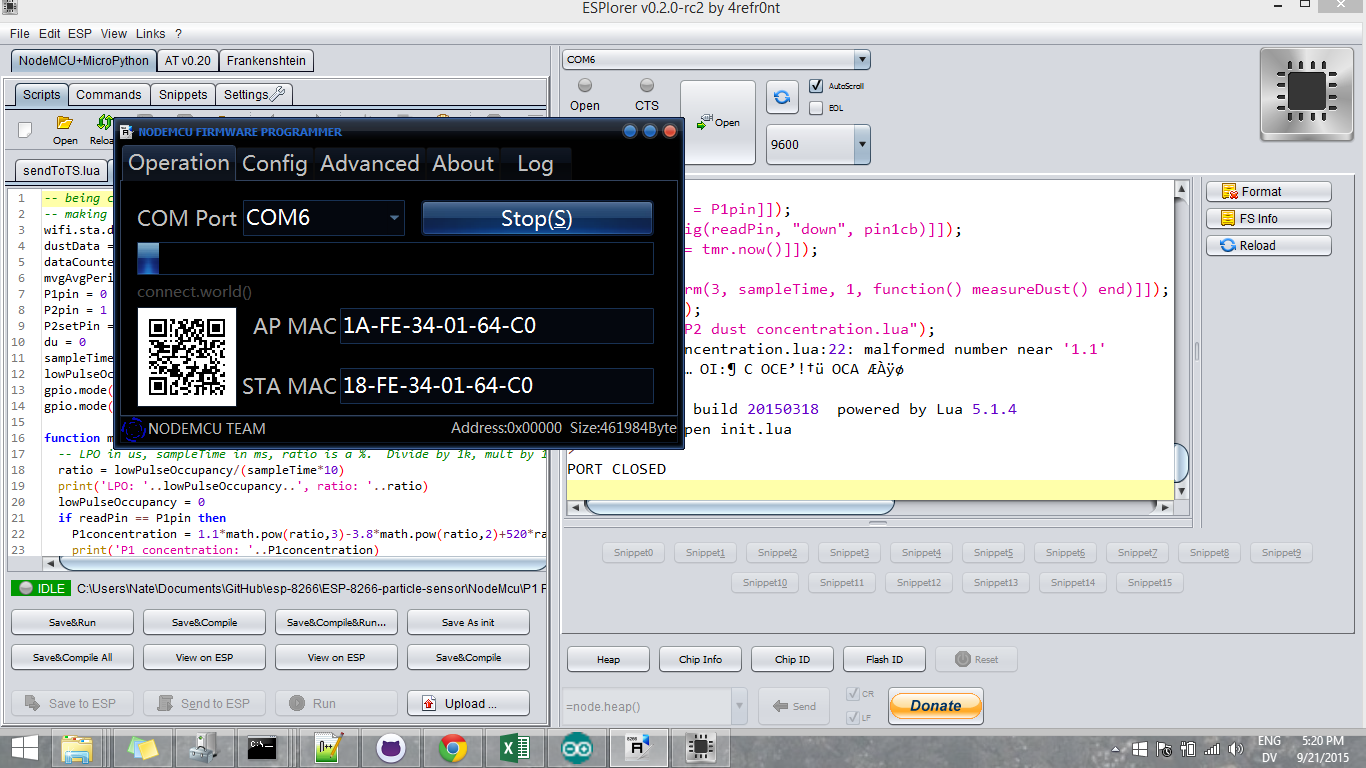 ESPlorer v0.2.0-rc2 by 4refr0nt
File Edit ESP View Links ?
NodeMCU+MicroPython AT v0.20 Frankenshtein
Scripts Commands Snippets Settings
Open Reloa
sendToTS.lua
NODEMCU FIRMWARE PROGRAMMER
Operation Config Advanced About Log
COM Port COM6 Stop(S)
connect.world()
AP MAC 1A-FE-34-01-64-C0
STA MAC 18-FE-34-01-64-C0
NODEMCU TEAM Address:0x00000 Size:461984Byte
1 -- being c
2 -- making
3 wifi.sta.d
4 dustData =
5 dataCounte
6 mvgAvgPeri
7 P1pin = 0
8 P2pin = 1
9 P2setPin =
10 du = 0
11 sampleTime
12 lowPulseOc
13 gpio.mode(
14 gpio.mode(
15
16 function m
17 -- LPO in us, sampleTime in ms, ratio is a %. Divide by 1k, mult by 1
18 ratio = lowPulseOccupancy/(sampleTime*10)
19 print('LPO: '..lowPulseOccupancy..', ratio: '..ratio)
20 lowPulseOccupancy = 0
21 if readPin == P1pin then
22 P1concentration = 1.1*math.pow(ratio,3)-3.8*math.pow(ratio,2)+520*ra
23 print('P1 concentration: '..P1concentration)
IDLE C:\Users\Nate\Documents\GitHub\esp-8266\ESP-8266-particle-sensor\NodeMcu\P1 F
Save&Run Save&Compile Save&Compile&Run... Save As init
Save&Compile All View on ESP View on ESP Save&Compile
Save to ESP Send to ESP Run Upload ...
COM6
Open CTS Open AutoScroll
EOL
9600
= P1pin]]);
ig(readPin, "down", pin1cb)]]);
= tmr.now()]]);
rm(3, sampleTime, 1, function() measureDust() end)]]);
);
P2 dust concentration.lua");
ncentration.lua:22: malformed number near '1.1'
… OI:¶ C OCE’!†ü OCA ÆÀÿø
build 20150318 powered by Lua 5.1.4
pen init.lua
>
PORT CLOSED
Format
FS Info
Reload
Snippet0 Snippet1 Snippet2 Snippet3 Snippet4 Snippet5 Snippet6 Snippet7 Snippet8 Snippet9
Snippet10 Snippet11 Snippet12 Snippet13 Snippet14 Snippet15
Heap Chip Info Chip ID Flash ID Reset
=node.heap() Send CR
LF
Donate
ENG 5:20 PM
DV 9/21/2015